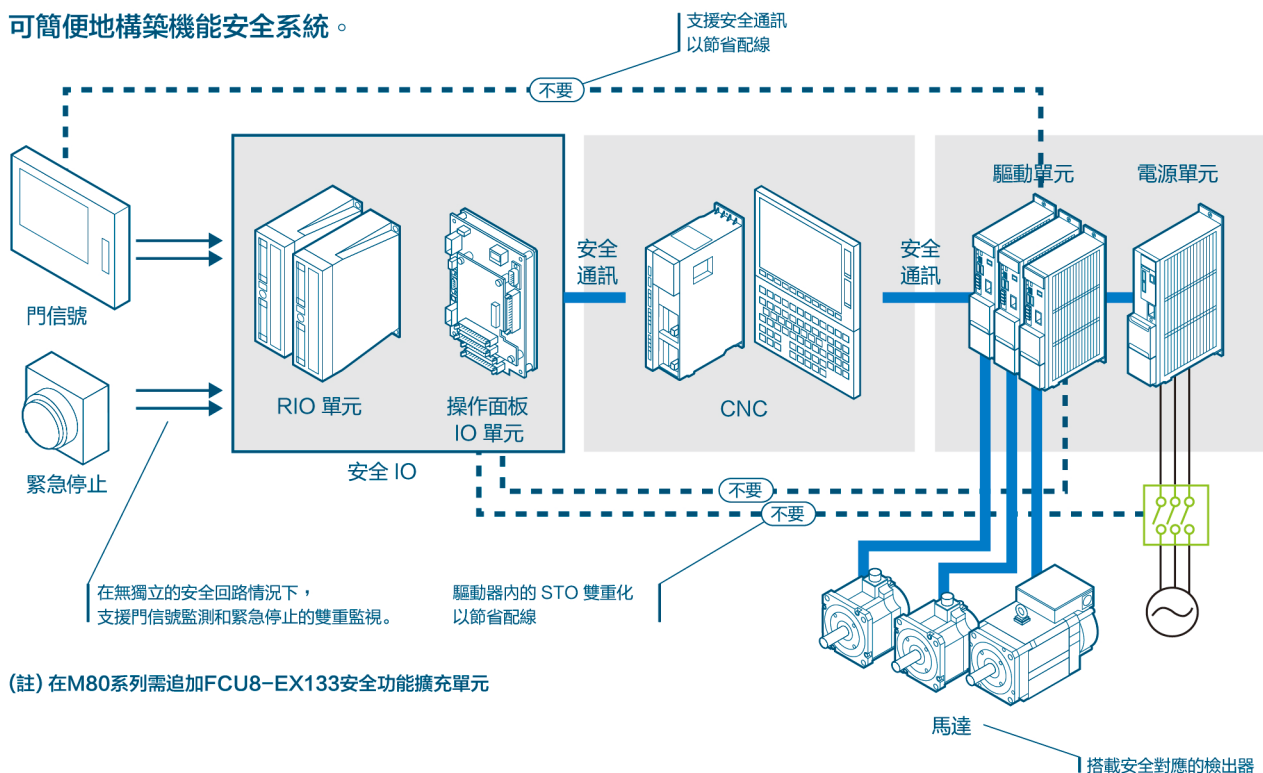 可簡便地構築機能安全系統。
支援安全通訊
以節省配線
不要
驅動單元
電源單元
安全
通訊
安全
通訊
門信號
RIO 單元
操作面板
IO 單元
CNC
安全 IO
緊急停止
不要
不要
在無獨立的安全回路情況下，
支援門信號監測和緊急停止的雙重監視。
驅動器內的 STO 雙重化
以節省配線
(註) 在M80系列需追加FCU8-EX133安全功能擴充單元
馬達
搭載安全對應的檢出器